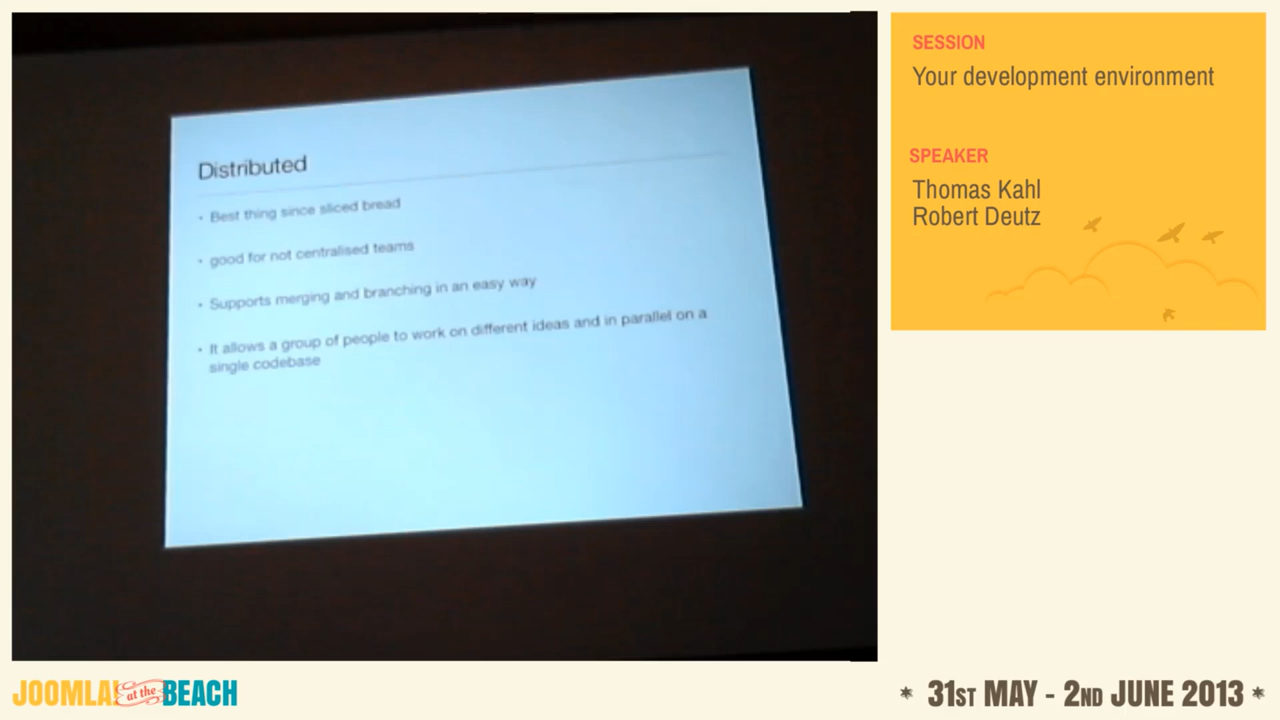 Distributed
• Best thing since sliced bread
• good for not centralised teams
• Supports merging and branching in an easy way
• It allows a group of people to work on different ideas and in parallel on a
single codebase
SESSION
Your development environment
SPEAKER
Thomas Kahl
Robert Deutz
JOOMLA! at the BEACH
* 31ST MAY - 2ND JUNE 2013 *